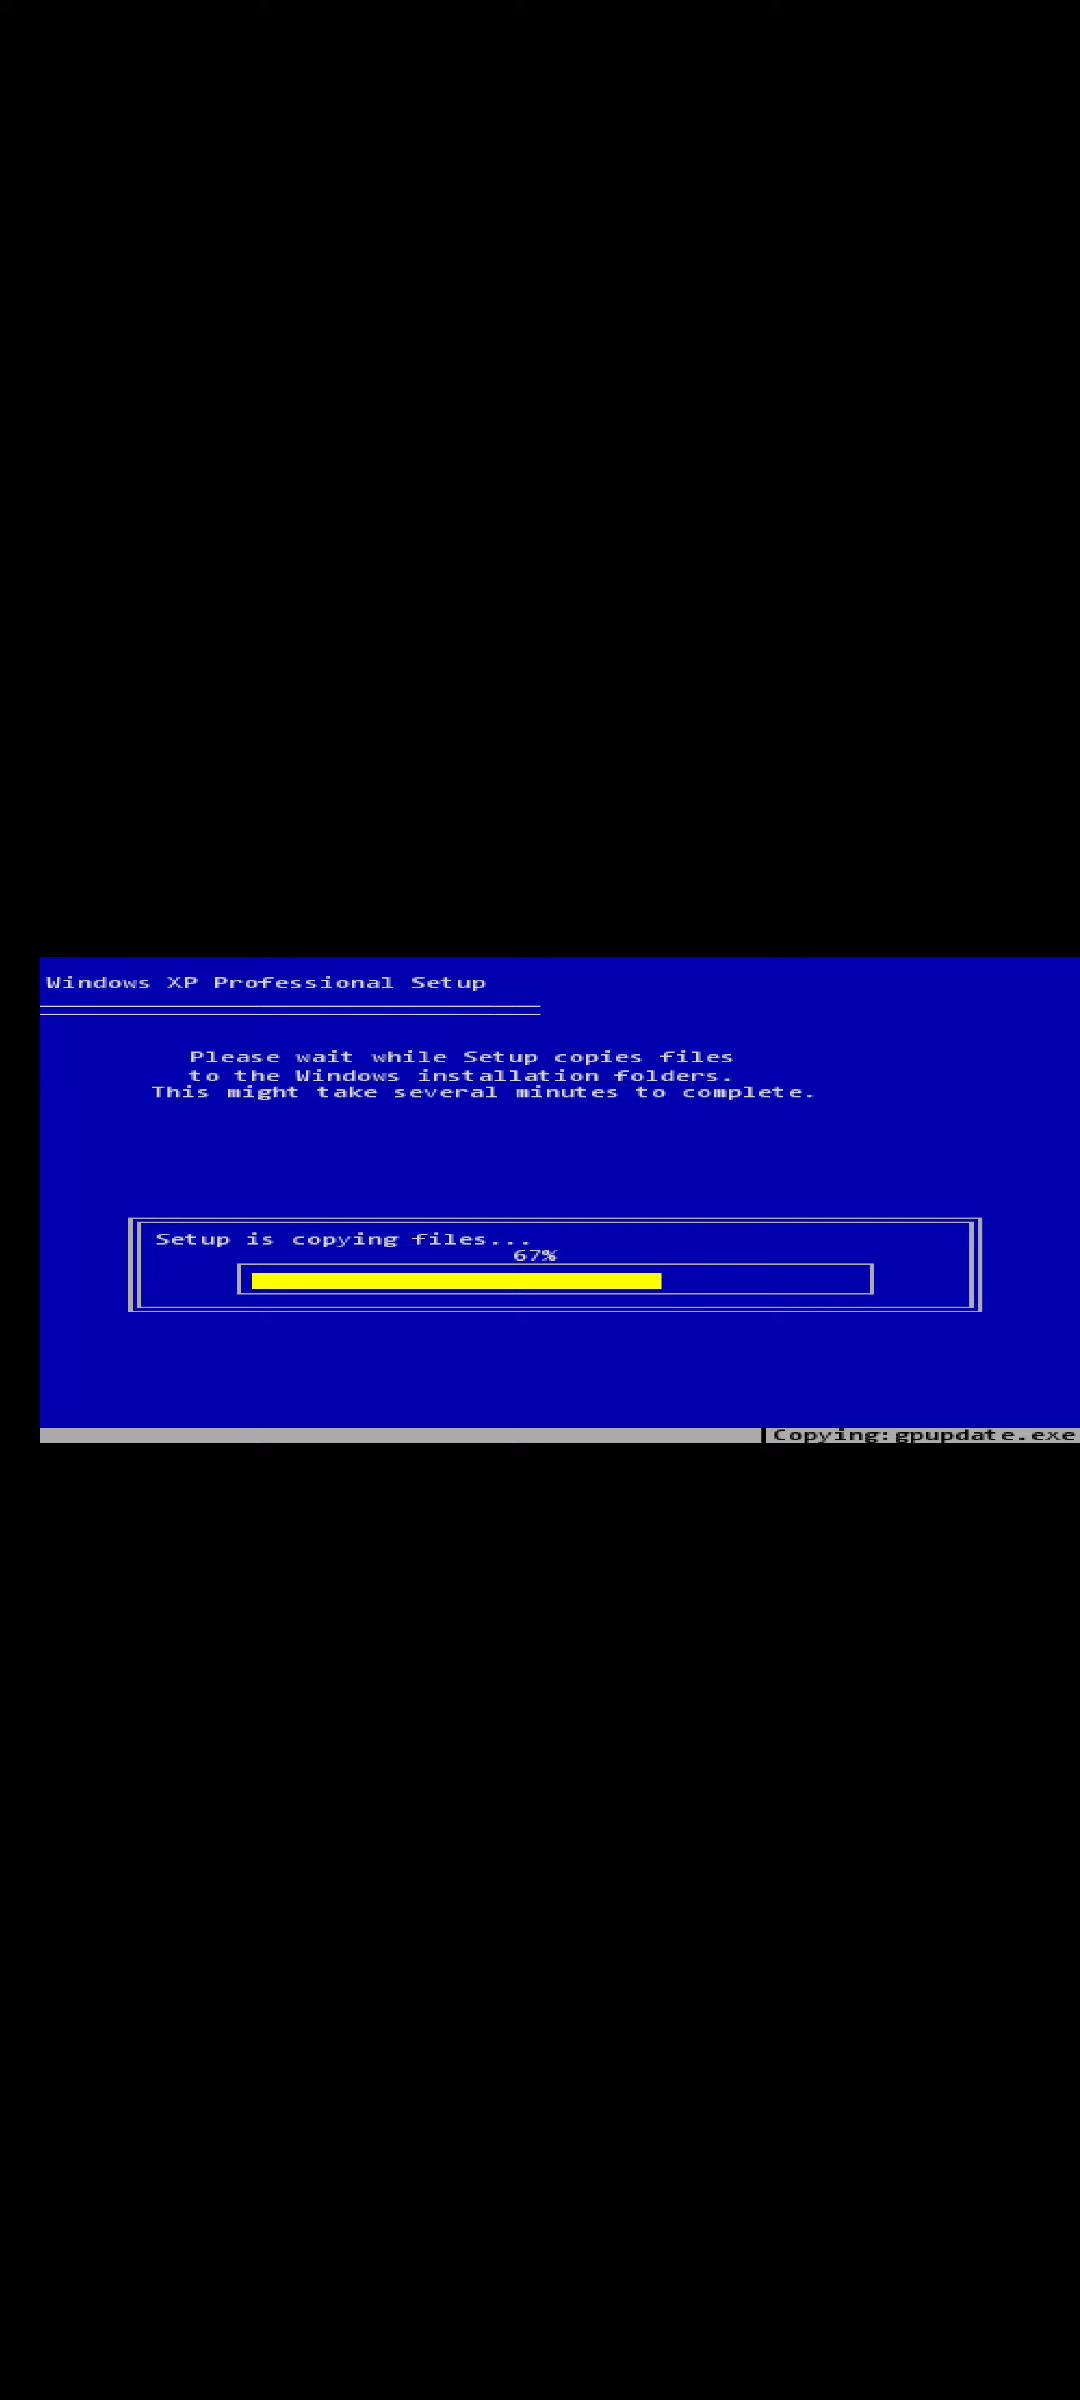 Windows XP Professional Setup
Please wait while Setup copies files
to the Windows installation folders.
This might take several minutes to complete.
Setup is copying files...
67%
Copying:gpupdate.exe